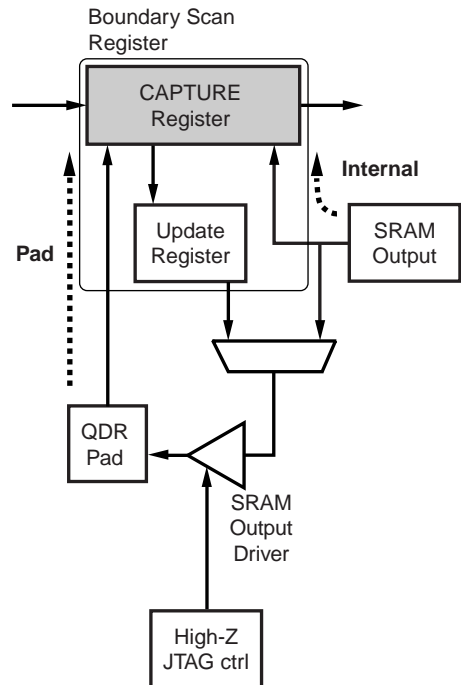 Boundary Scan
Register
CAPTURE
Register
Internal
Update
Register
SRAM
Output
Pad
QDR
Pad
SRAM
Output
Driver
High-Z
JTAG ctrl